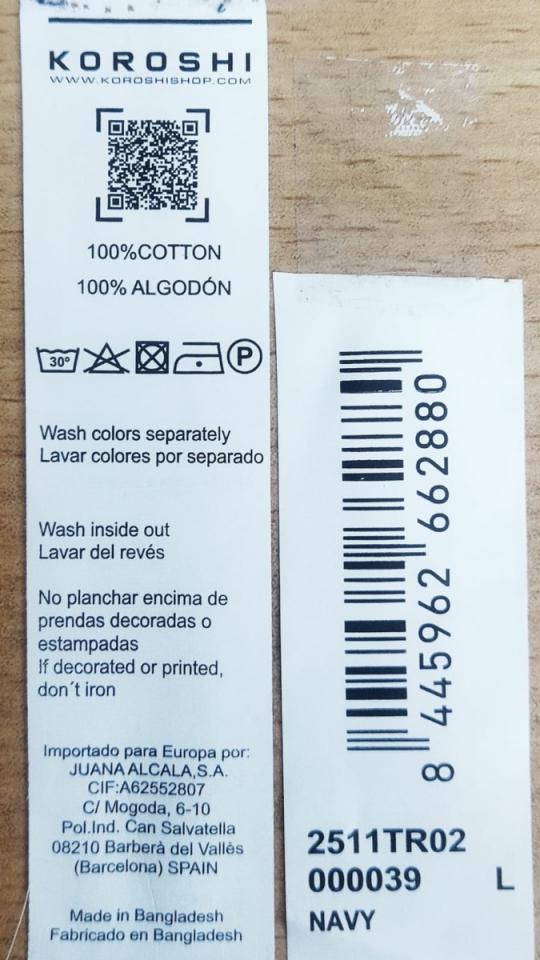 KOROSHI
WWW.KOROSHISHOP.COM
100%COTTON
100% ALGODÓN
30º
P
Wash colors separately
Lavar colores por separado
Wash inside out
Lavar del revés
No planchar encima de
prendas decoradas o
estampadas
If decorated or printed,
don´t iron
Importado para Europa por:
JUANA ALCALA,S.A.
CIF:A62552807
C/ Mogoda, 6-10
Pol.Ind. Can Salvatella
08210 Barberà del Vallès
(Barcelona) SPAIN
Made in Bangladesh
Fabricado en Bangladesh
8 445962 662880
2511TR02
000039 L
NAVY